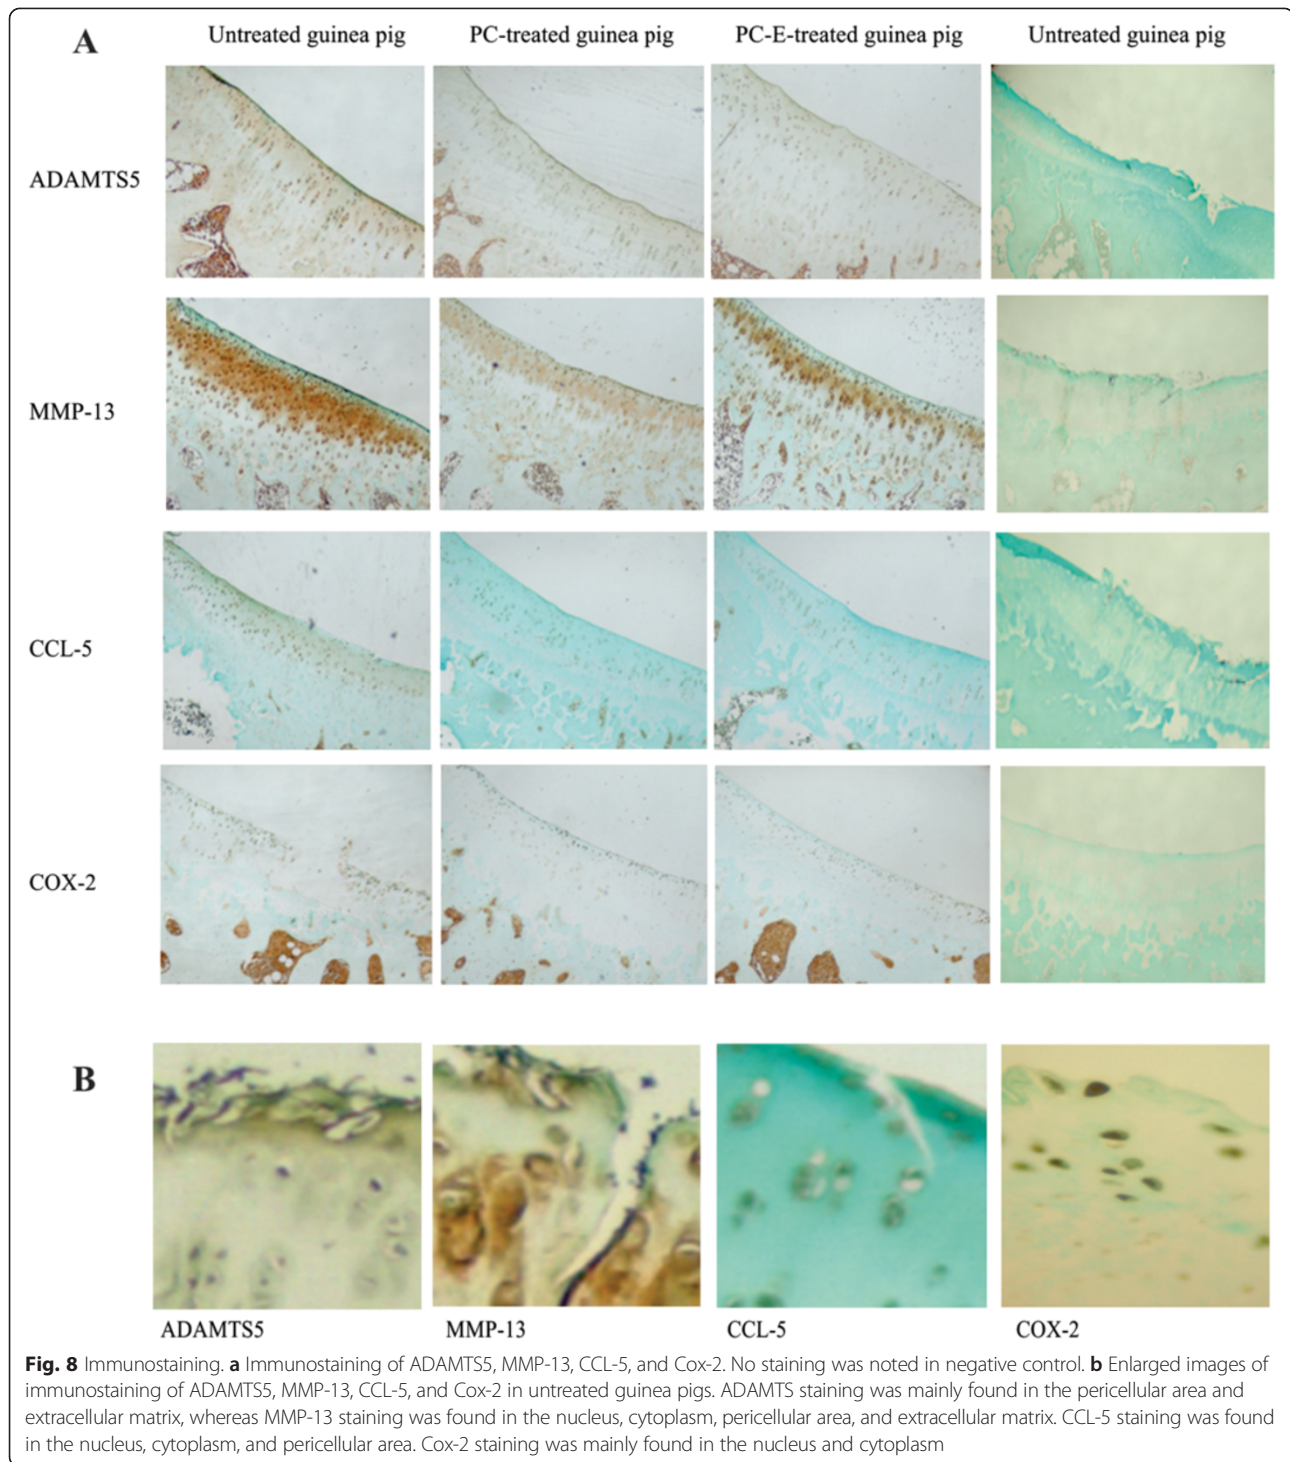 A
Untreated guinea pig PC-treated guinea pig PC-E-treated guinea pig Untreated guinea pig
ADAMTS5
MMP-13
CCL-5
COX-2
B
ADAMTS5 MMP-13 CCL-5 COX-2
Fig. 8 Immunostaining. a Immunostaining of ADAMTS5, MMP-13, CCL-5, and Cox-2. No staining was noted in negative control. b Enlarged images of
immunostaining of ADAMTS5, MMP-13, CCL-5, and Cox-2 in untreated guinea pigs. ADAMTS staining was mainly found in the pericellular area and
extracellular matrix, whereas MMP-13 staining was found in the nucleus, cytoplasm, pericellular area, and extracellular matrix. CCL-5 staining was found
in the nucleus, cytoplasm, and pericellular area. Cox-2 staining was mainly found in the nucleus and cytoplasm